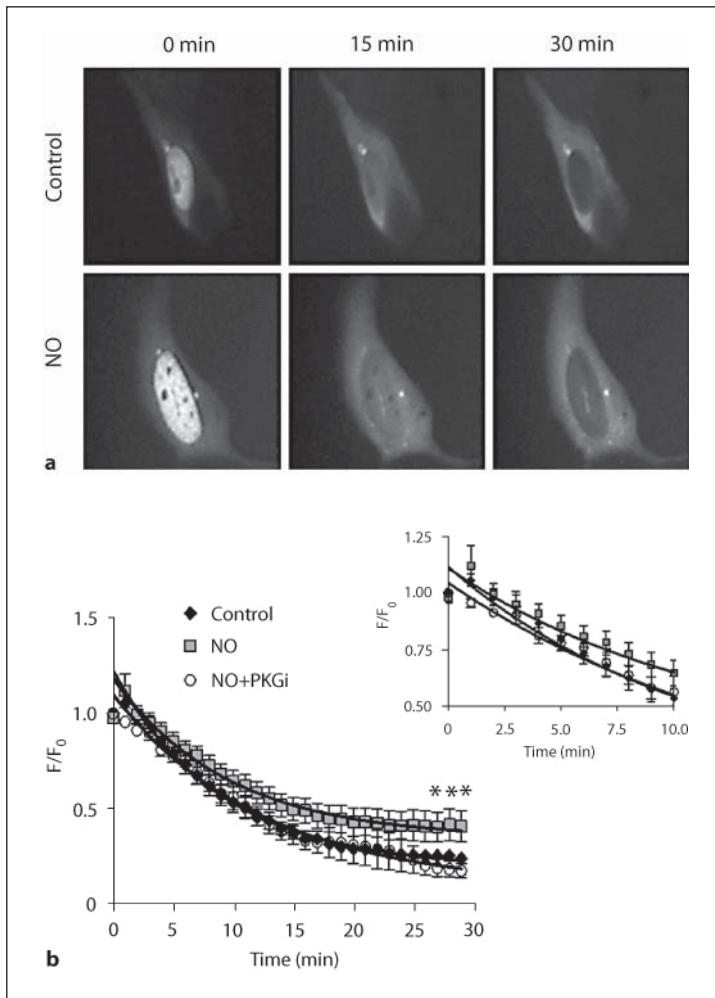 0 min 15 min 30 min
Control
NO
a
1.25
1.00
0.75
0.50
F/F0
0 2.5 5.0 7.5 10.0
Time (min)
1.5
1.0
0.5
0
F/F0
Control
NO
NO+PKGi
***
0 5 10 15 20 25 30
Time (min)
b